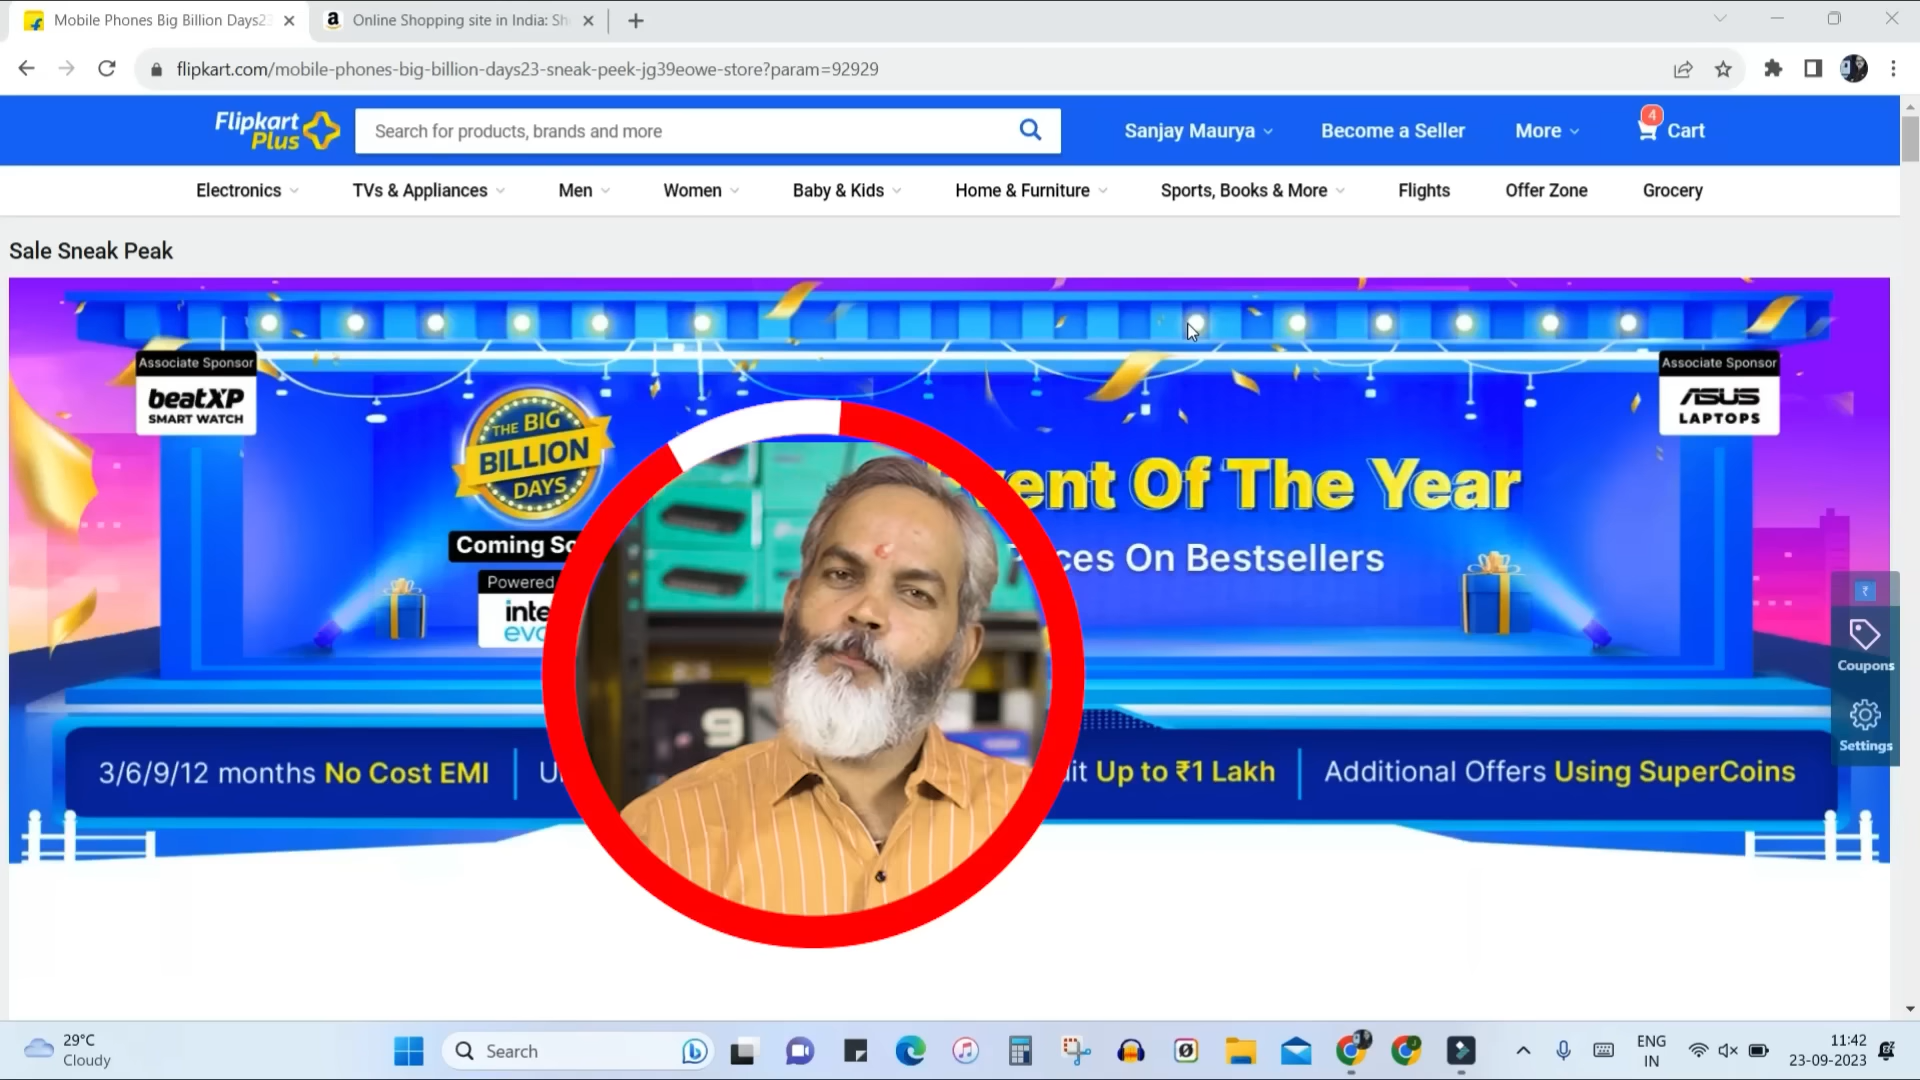 Mobile Phones Big Billion Days23
Online Shopping site in India: Sh
flipkart.com/mobile-phones-big-billion-days23-sneak-peek-jg39eowe-store?param=92929
Flipkart
Plus
Search for products, brands and more
Sanjay Maurya
Become a Seller
More
4
Cart
Electronics
TVs & Appliances
Men
Women
Baby & Kids
Home & Furniture
Sports, Books & More
Flights
Offer Zone
Grocery
Sale Sneak Peak
Associate Sponsor
beatXP
SMART WATCH
Associate Sponsor
ASUS
LAPTOPS
THE BIG
BILLION
DAYS
Coming So
Powered
inte
evo
ent Of The Year
ces On Bestsellers
9
₹
Coupons
Settings
3/6/9/12 months No Cost EMI
U
it Up to ₹1 Lakh
Additional Offers Using SuperCoins
29°C
Cloudy
Search
ENG
IN
11:42
23-09-2023